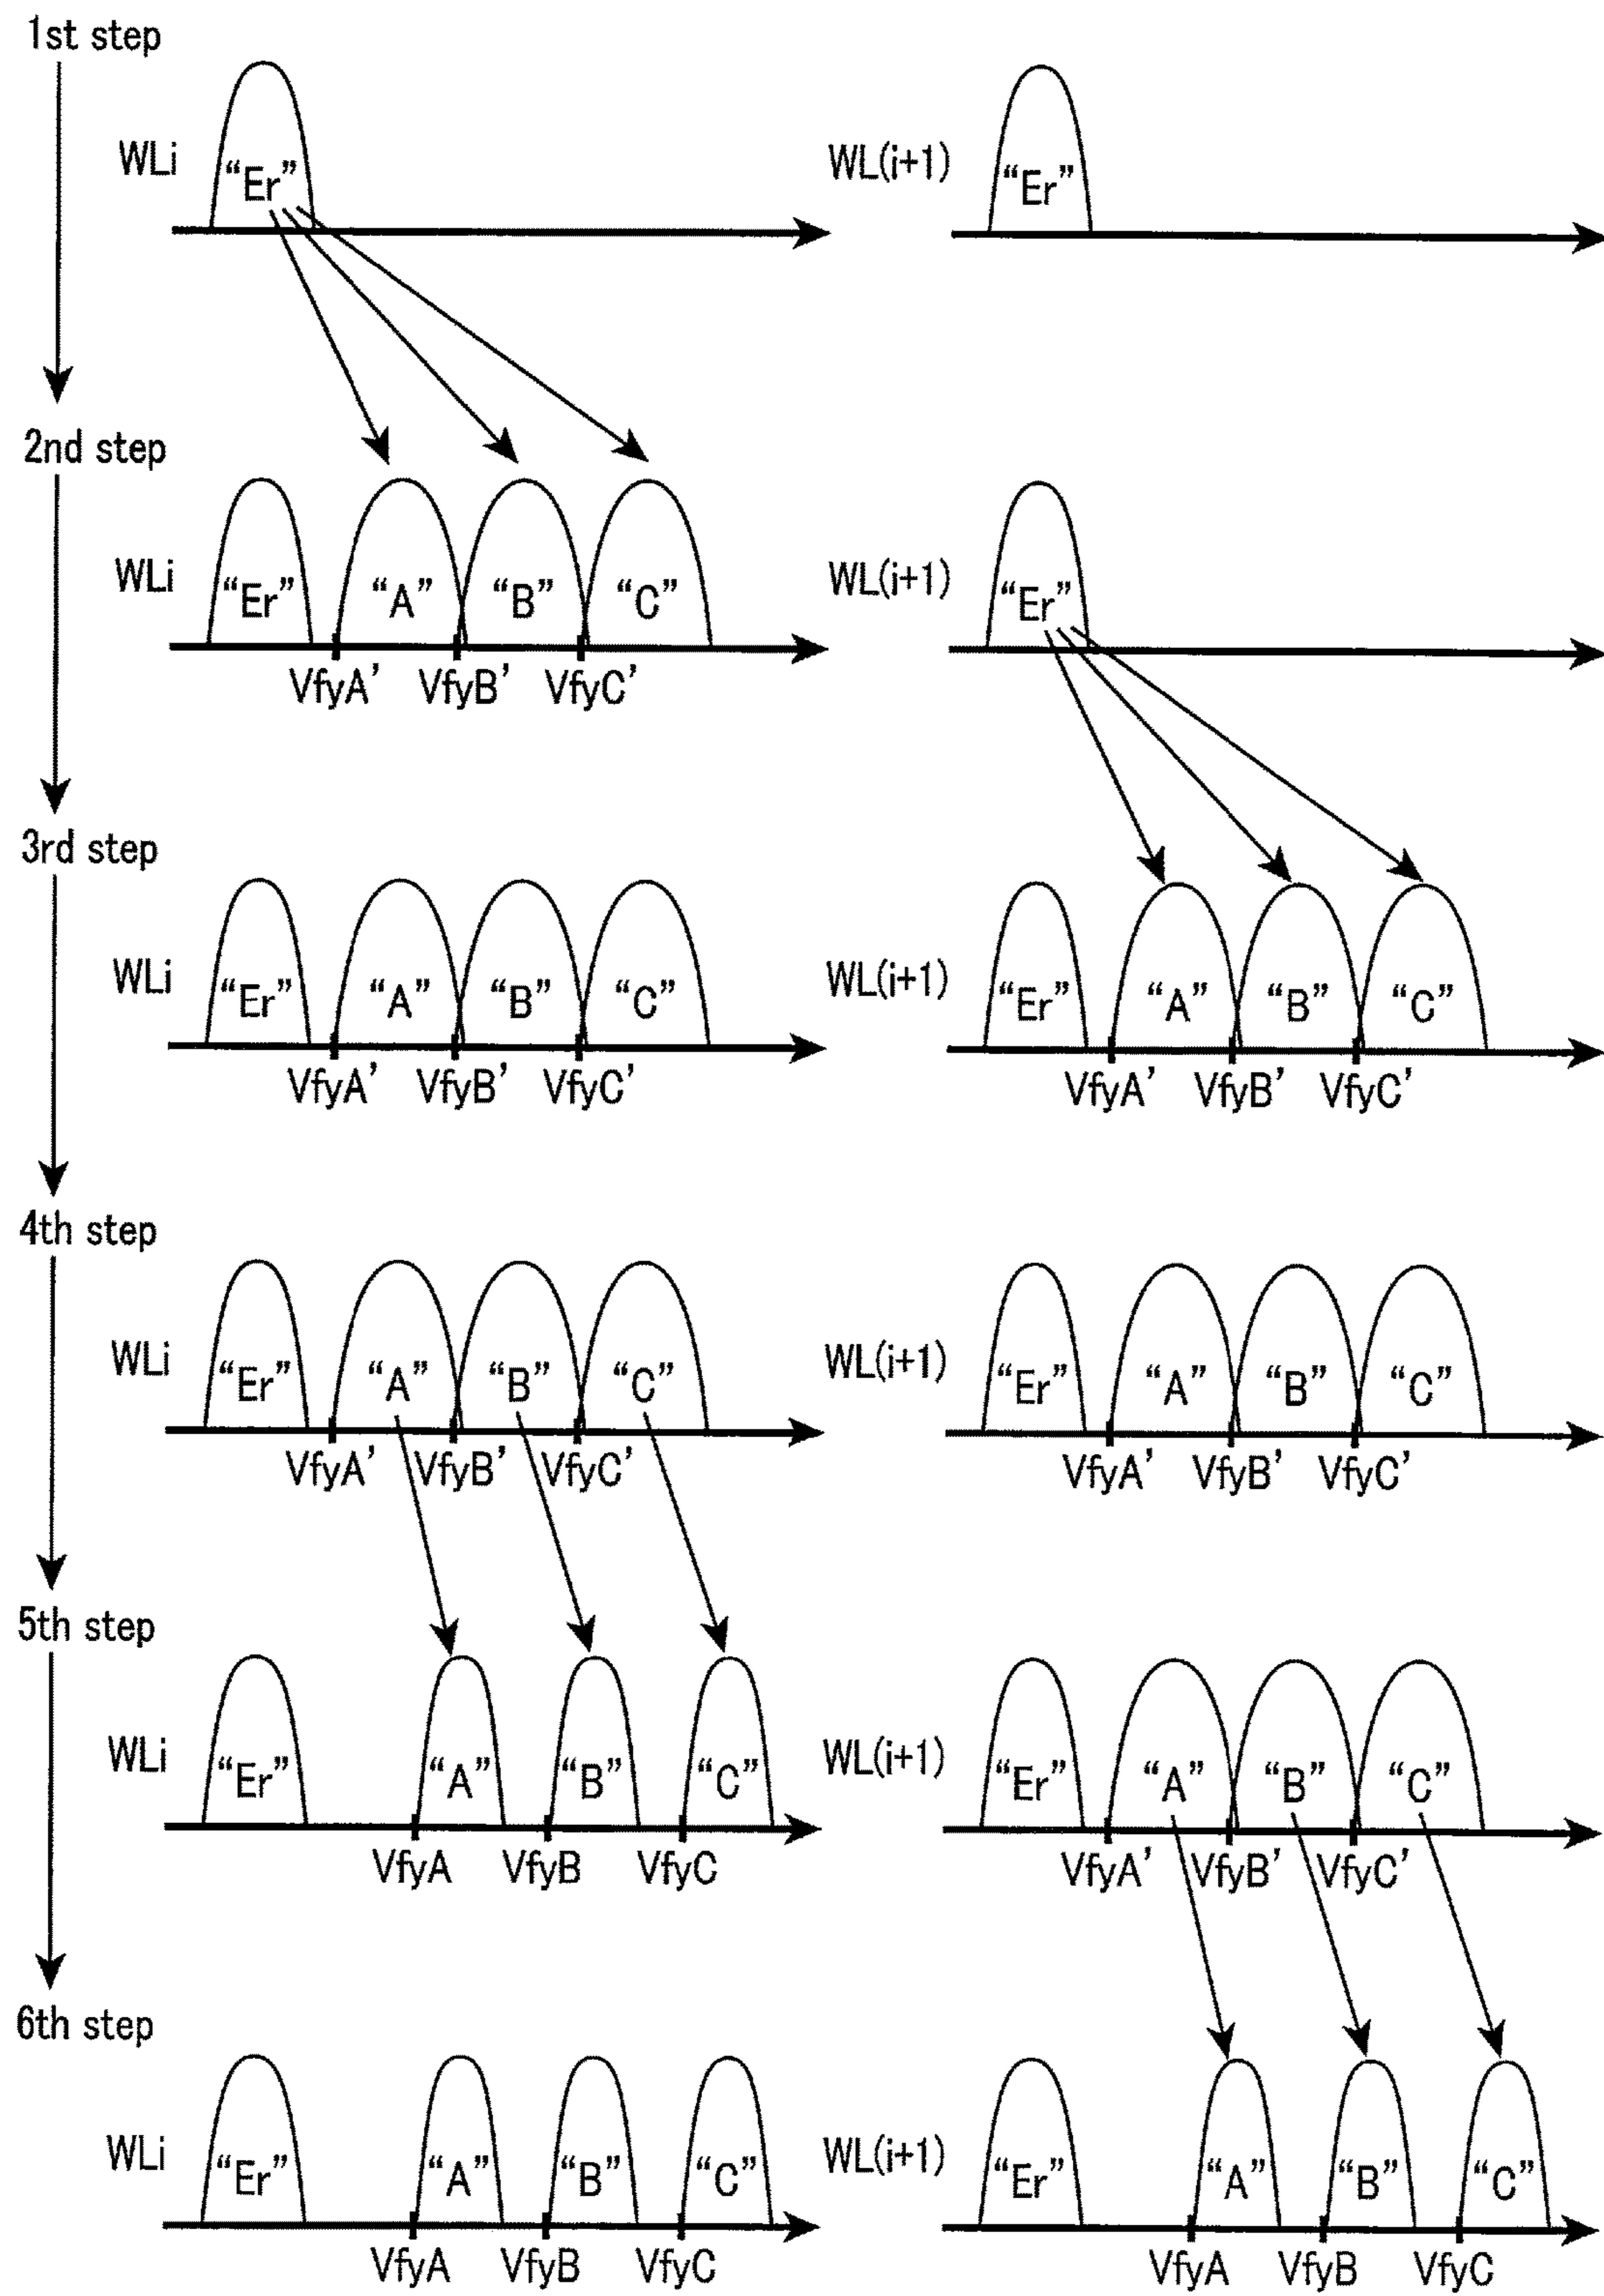 1st step
WLi
“Er”
WL(i+1)
“Er”
2nd step
WLi
“Er” “A” “B” “C”
VfyA’ VfyB’ VfyC’
WL(i+1)
“Er”
3rd step
WLi
“Er” “A” “B” “C”
VfyA’ VfyB’ VfyC’
WL(i+1)
“Er” “A” “B” “C”
VfyA’ VfyB’ VfyC’
4th step
WLi
“Er” “A” “B” “C”
VfyA’ VfyB’ VfyC’
WL(i+1)
“Er” “A” “B” “C”
VfyA’ VfyB’ VfyC’
5th step
WLi
“Er” “A” “B” “C”
VfyA VfyB VfyC
WL(i+1)
“Er” “A” “B” “C”
VfyA’ VfyB’ VfyC’
6th step
WLi
“Er” “A” “B” “C”
VfyA VfyB VfyC
WL(i+1)
“Er” “A” “B” “C”
VfyA VfyB VfyC